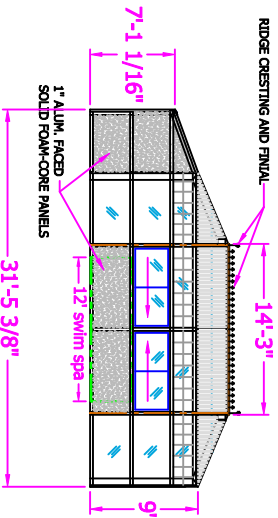 RIDGE CRESTING AND FINIAL
14'-3"
7'-1 1/16"
9'
12' swim spa
1" ALUM. FACED
SOLID FOAM-CORE PANELS
31'-5 3/8"